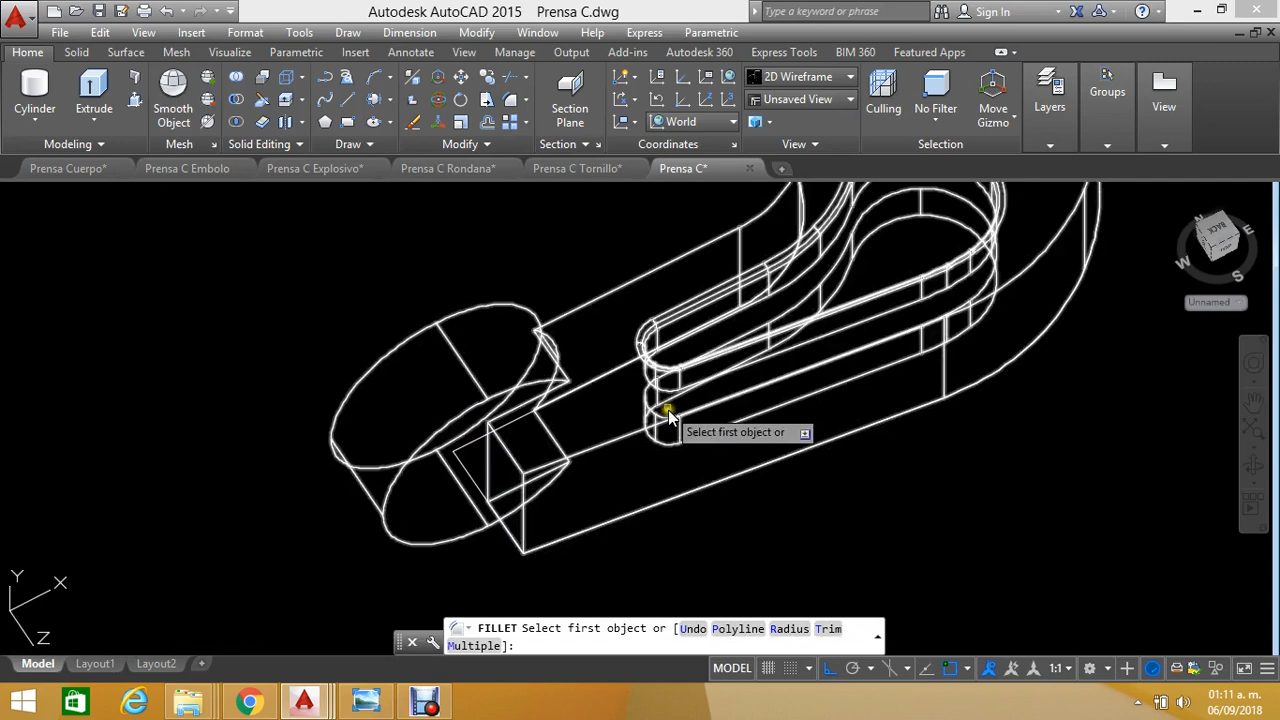 Autodesk AutoCAD 2015 Prensa C.dwg
Type a keyword or phrase
Sign In
File Edit View Insert Format Tools Draw Dimension Modify Window Help Express Parametric
Home Solid Surface Mesh Visualize Parametric Insert Annotate View Manage Output Add-ins Autodesk 360 Express Tools BIM 360 Featured Apps
2D Wireframe
Unsaved View
Cylinder Extrude Smooth Object Section Plane Culling No Filter Move Gizmo Layers Groups View
World
Modeling Mesh Solid Editing Draw Modify Section Coordinates View Selection
Prensa Cuerpo* Prensa C Embolo Prensa C Explosivo* Prensa C Rondana* Prensa C Tornillo* Prensa C*
N
BACK
E
W
S
Unnamed
Select first object or
Y
X
Z
FILLET Select first object or [Undo Polyline Radius Trim
Multiple]:
Model Layout1 Layout2 +
MODEL 1:1
01:11 a. m.
06/09/2018